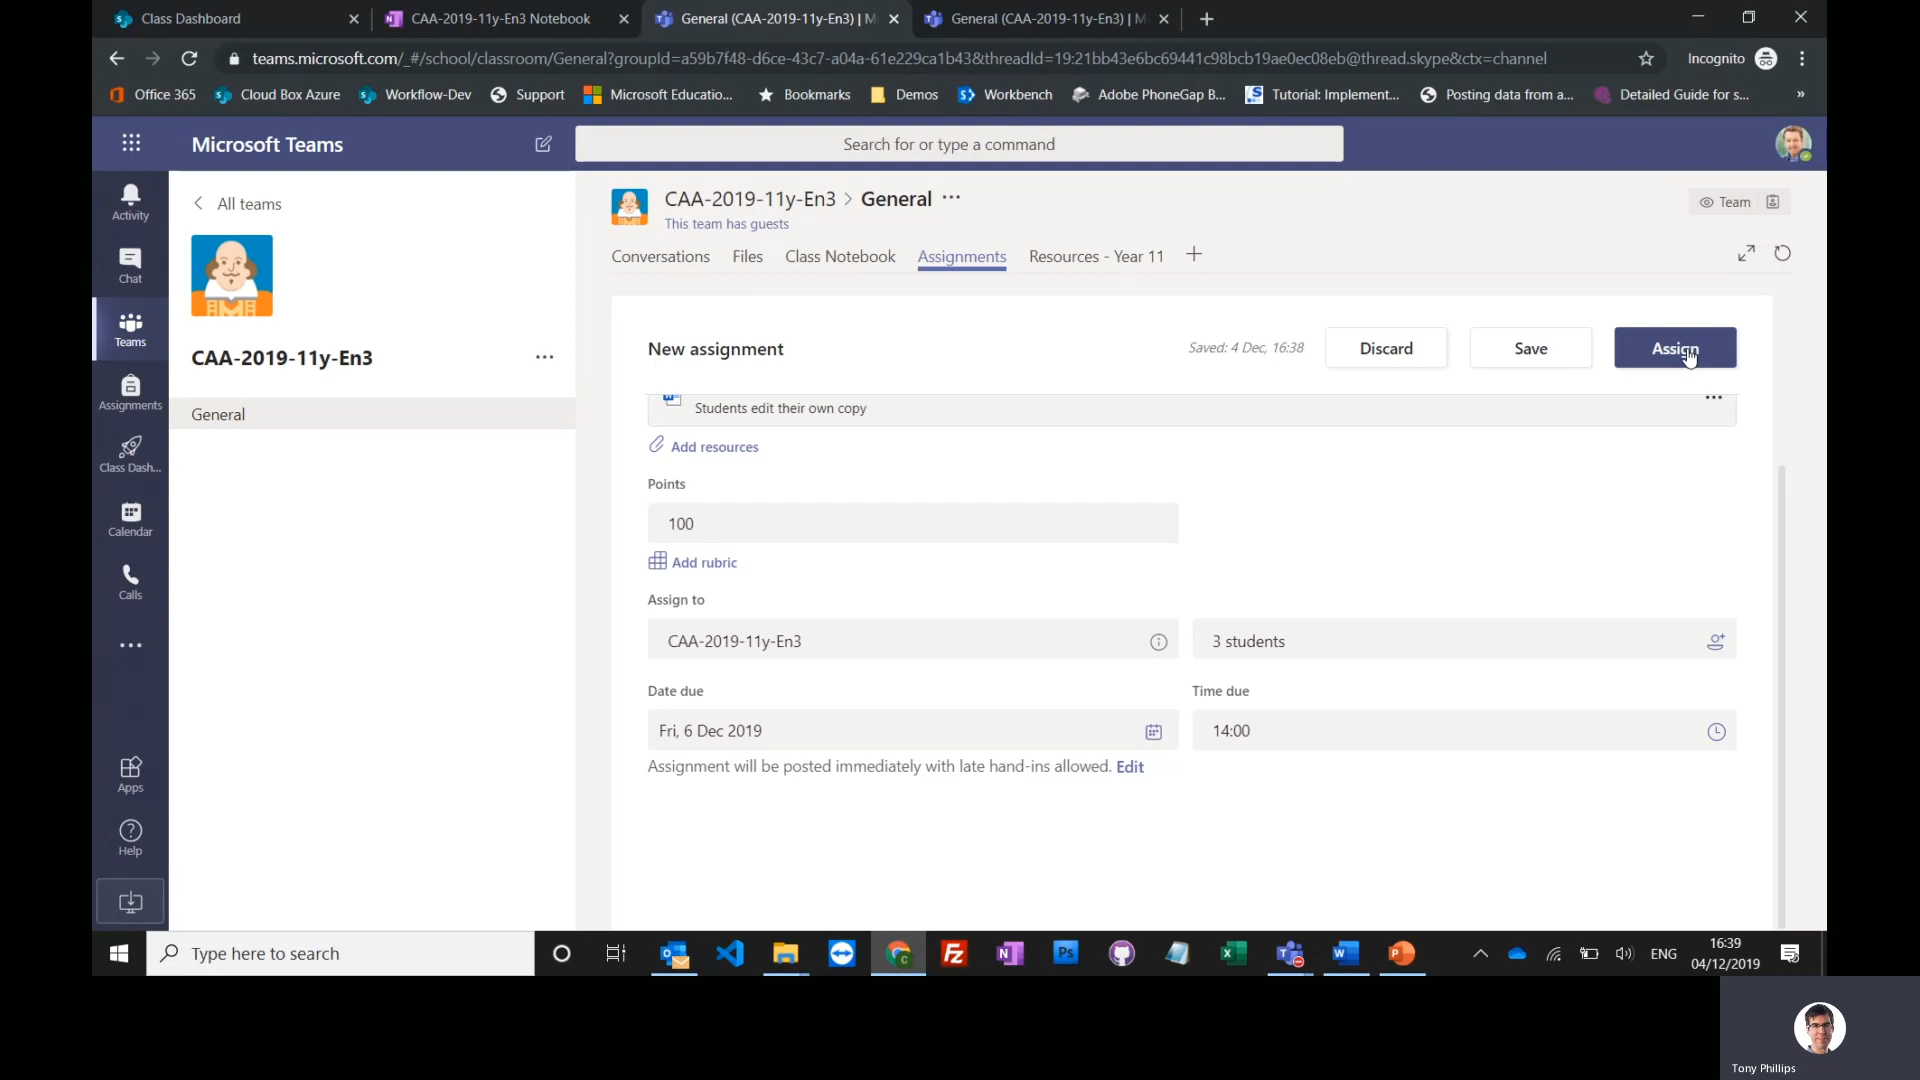 Class Dashboard
CAA-2019-11y-En3 Notebook
General (CAA-2019-11y-En3) | M
General (CAA-2019-11y-En3) | M
teams.microsoft.com/_#/school/classroom/General?groupId=a59b7f48-d6ce-43c7-a04a-61e229ca1b43&threadId=19:21bb43e6bc69441c98bcb19ae0ec08eb@thread.skype&ctx=channel
Incognito
Office 365
Cloud Box Azure
Workflow-Dev
Support
Microsoft Educatio...
Bookmarks
Demos
Workbench
Adobe PhoneGap B...
Tutorial: Implement...
Posting data from a...
Detailed Guide for s...
»
Microsoft Teams
Search for or type a command
Activity
Chat
Teams
Assignments
Class Dash...
Calendar
Calls
Apps
Help
All teams
CAA-2019-11y-En3
General
CAA-2019-11y-En3 > General
This team has guests
Team
Conversations
Files
Class Notebook
Assignments
Resources - Year 11
New assignment
Saved: 4 Dec, 16:38
Discard
Save
Assign
Students edit their own copy
Add resources
Points
100
Add rubric
Assign to
CAA-2019-11y-En3
3 students
Date due
Time due
Fri, 6 Dec 2019
14:00
Assignment will be posted immediately with late hand-ins allowed. Edit
Type here to search
ENG
16:39
04/12/2019
Tony Phillips